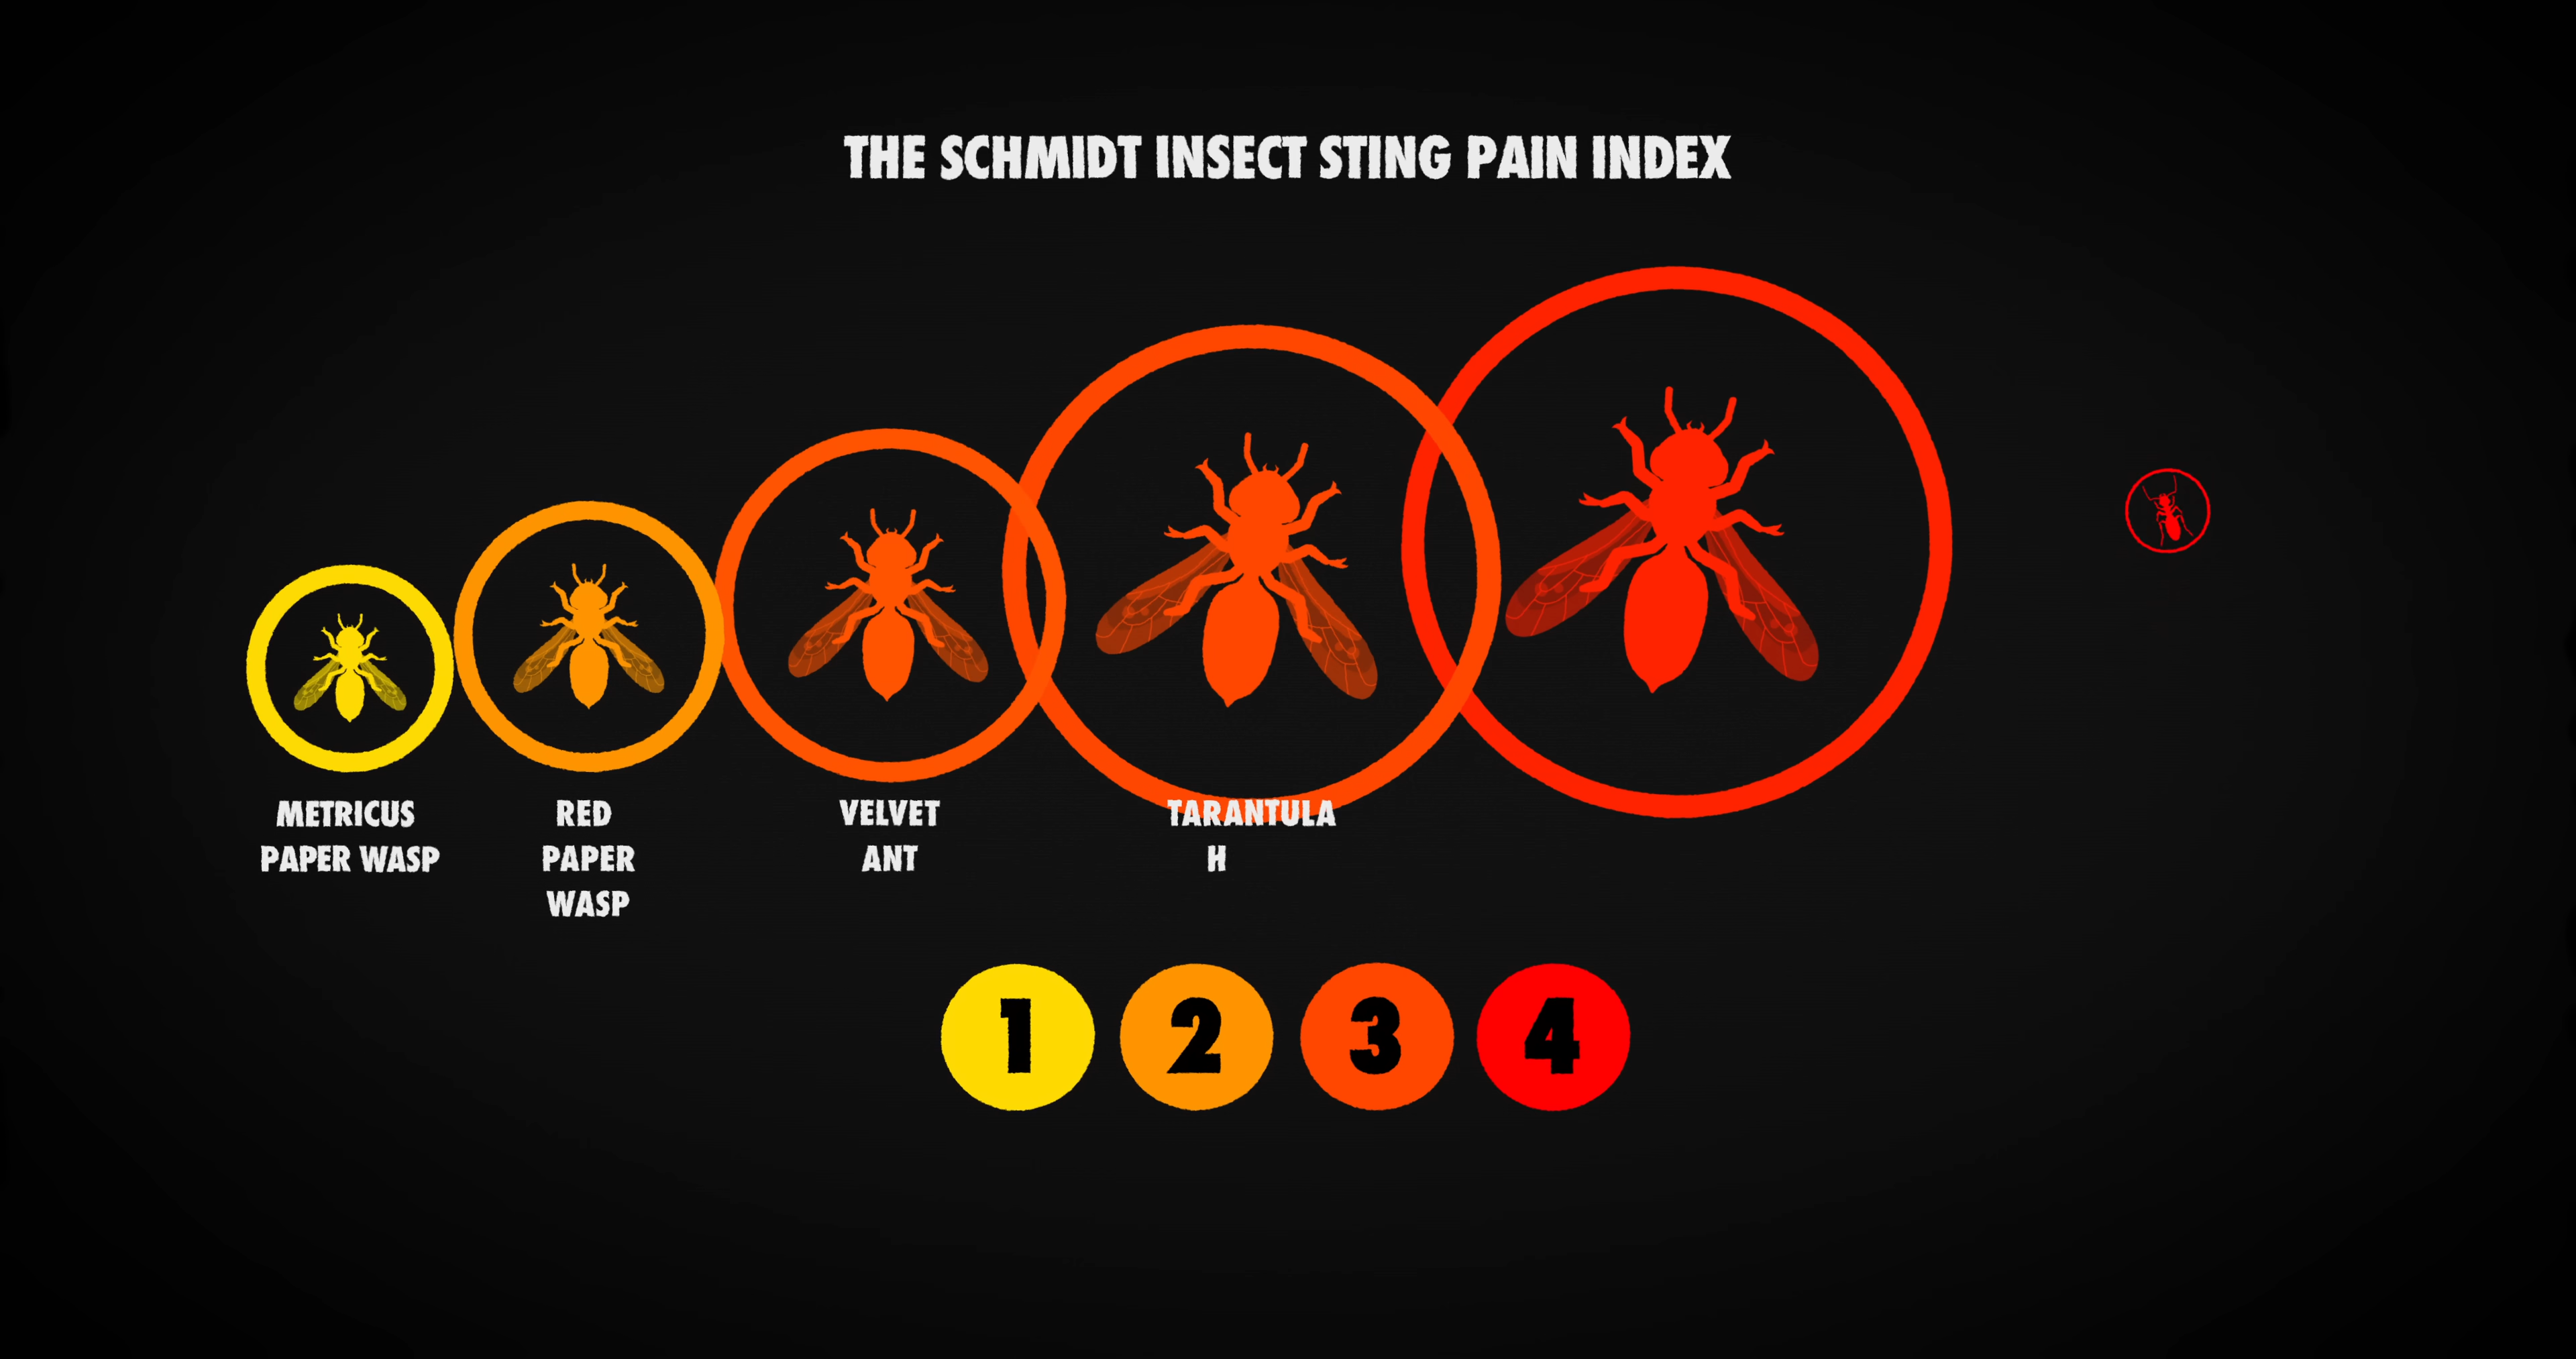 THE SCHMIDT INSECT STING PAIN INDEX
METRICUS
PAPER WASP
RED
PAPER
WASP
VELVET
ANT
TARANTULA
H
1 2 3 4